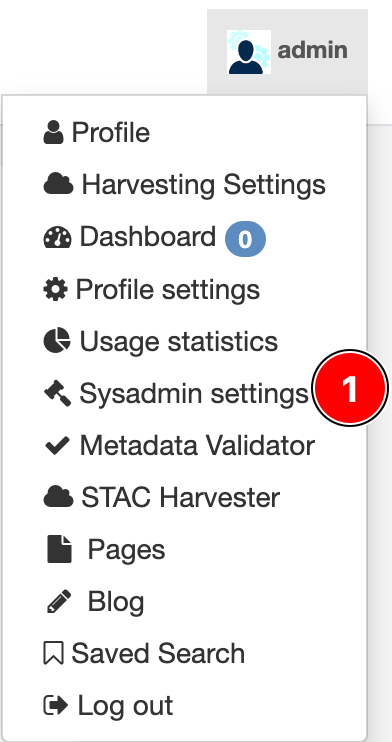 admin
Profile
Harvesting Settings
Dashboard 0
Profile settings
Usage statistics
Sysadmin settings 1
Metadata Validator
STAC Harvester
Pages
Blog
Saved Search
Log out